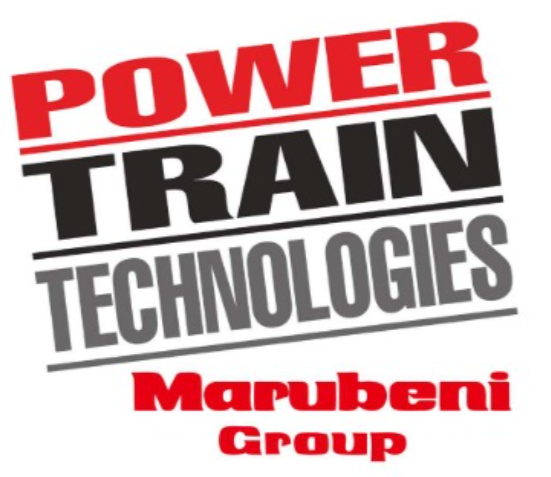 POWER
TRAIN
TECHNOLOGIES
Marubeni
Group